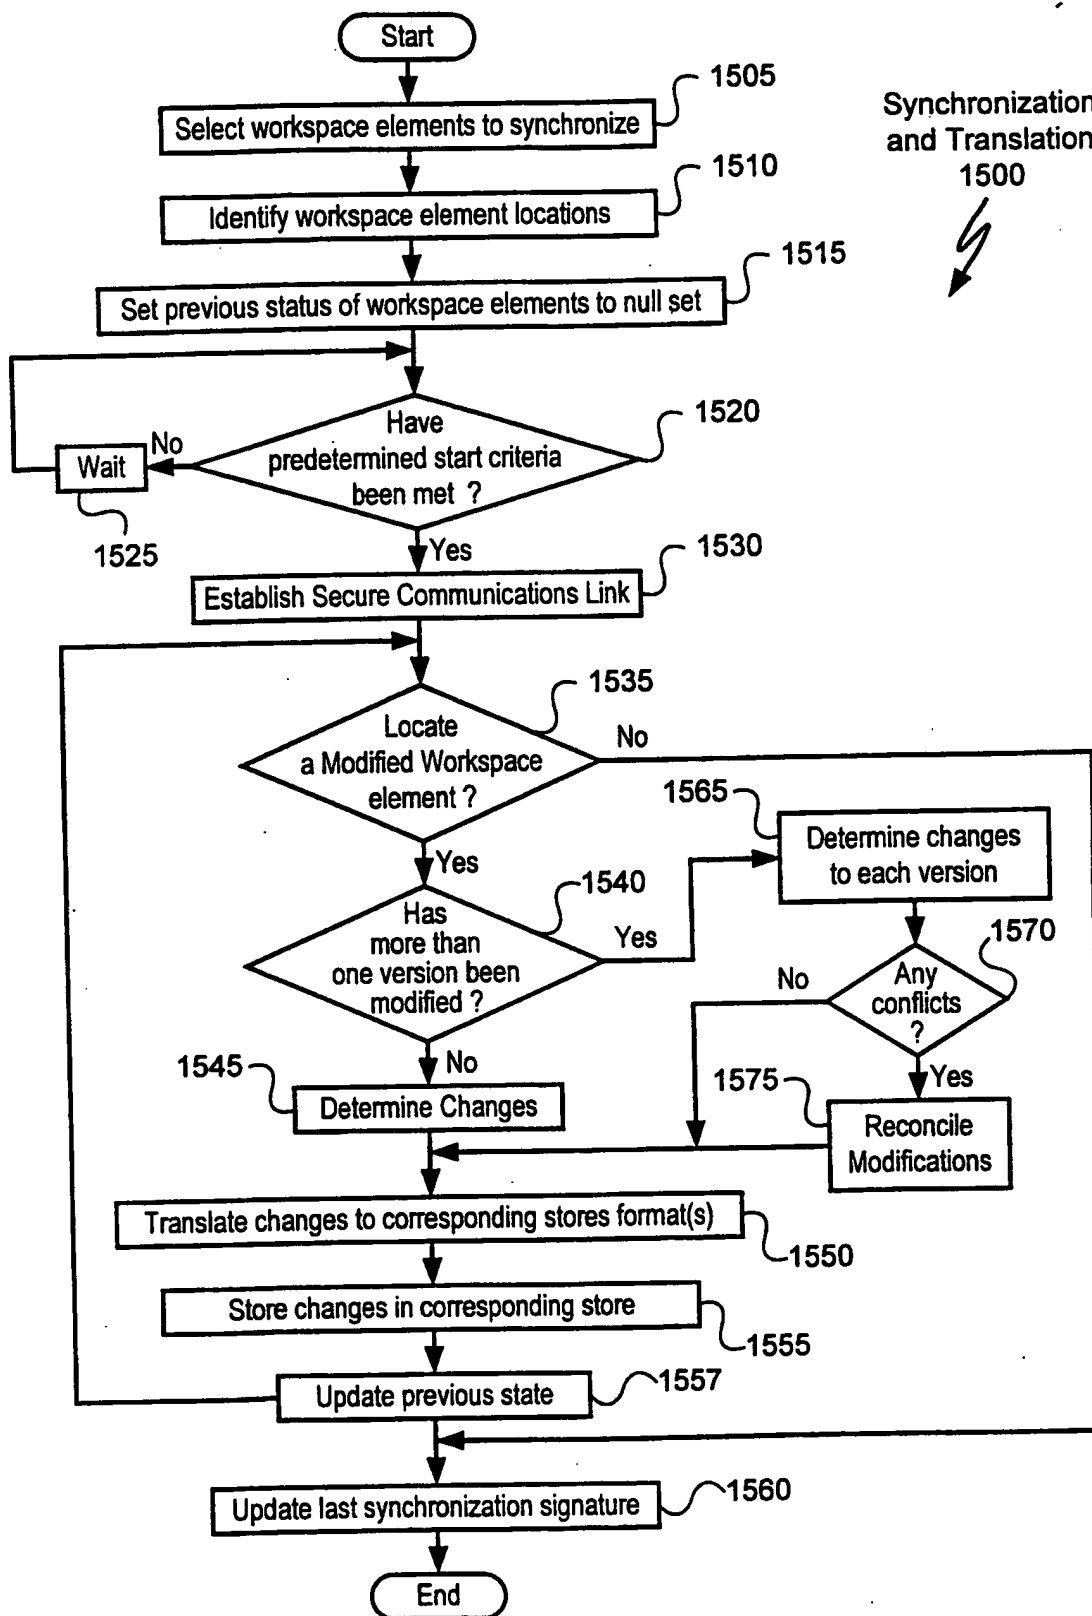 Start
1505
Select workspace elements to synchronize
Synchronization
and Translation
1500
1510
Identify workspace element locations
1515
Set previous status of workspace elements to null set
1520
Have
predetermined start criteria
been met ?
No
Wait
1525
Yes
1530
Establish Secure Communications Link
1535
Locate
a Modified Workspace
element ?
No
Yes
1565
Determine changes
to each version
1540
Has
more than
one version been
modified ?
Yes
1570
Any
conflicts
?
No
No
1545
Determine Changes
Yes
1575
Reconcile
Modifications
Translate changes to corresponding stores format(s)
1550
Store changes in corresponding store
1555
Update previous state
1557
1560
Update last synchronization signature
End